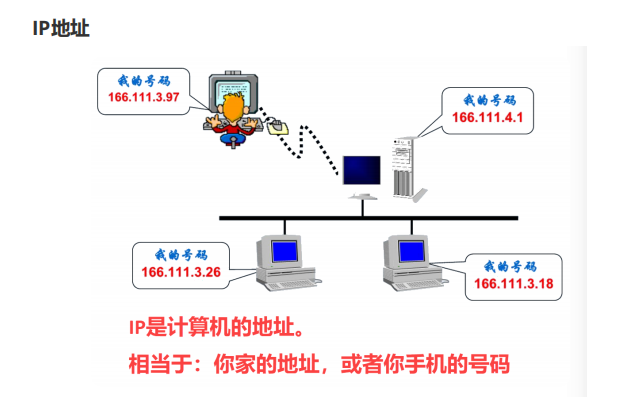 IP地址
我的号码
166.111.3.97
我的号码
166.111.4.1
我的号码
166.111.3.26
我的号码
166.111.3.18
IP是计算机的地址。
相当于：你家的地址，或者你手机的号码